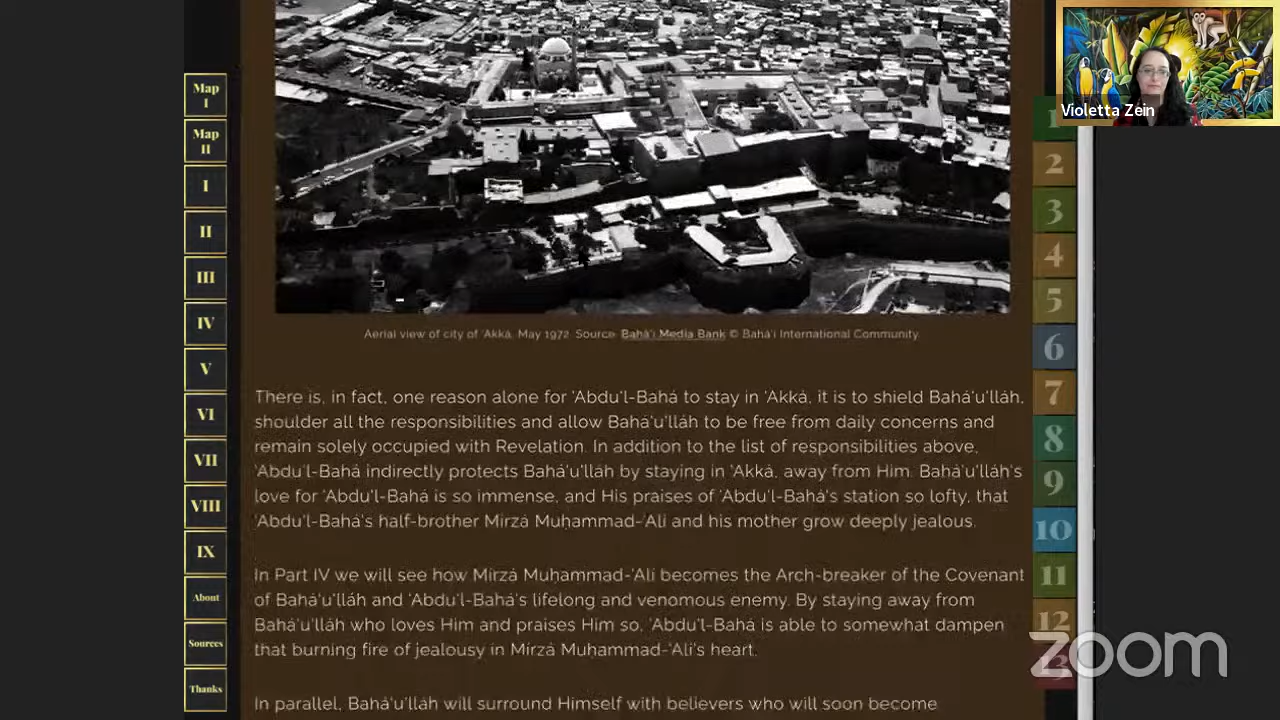 Map
I
Map
II
I
II
III
IV
V
VI
VII
VIII
IX
About
Sources
Thanks
Violetta Zein
1
2
3
4
5
6
7
8
9
10
11
12
13
Aerial view of city of 'Akká, May 1972. Source: Bahá'í Media Bank © Bahá'í International Community.
There is, in fact, one reason alone for 'Abdu'l-Bahá to stay in 'Akká, it is to shield Bahá'u'lláh,
shoulder all the responsibilities and allow Bahá'u'lláh to be free from daily concerns and
remain solely occupied with Revelation. In addition to the list of responsibilities above,
'Abdu'l-Bahá indirectly protects Bahá'u'lláh by staying in 'Akká, away from Him. Bahá'u'lláh's
love for 'Abdu'l-Bahá is so immense, and His praises of 'Abdu'l-Bahá's station so lofty, that
'Abdu'l-Bahá's half-brother Mírzá Muḥammad-'Alí and his mother grow deeply jealous.
In Part IV we will see how Mírzá Muḥammad-'Alí becomes the Arch-breaker of the Covenant
of Bahá'u'lláh and 'Abdu'l-Bahá's lifelong and venomous enemy. By staying away from
Bahá'u'lláh who loves Him and praises Him so, 'Abdu'l-Bahá is able to somewhat dampen
that burning fire of jealousy in Mírzá Muḥammad-'Alí's heart.
In parallel, Bahá'u'lláh will surround Himself with believers who will soon become
zoom